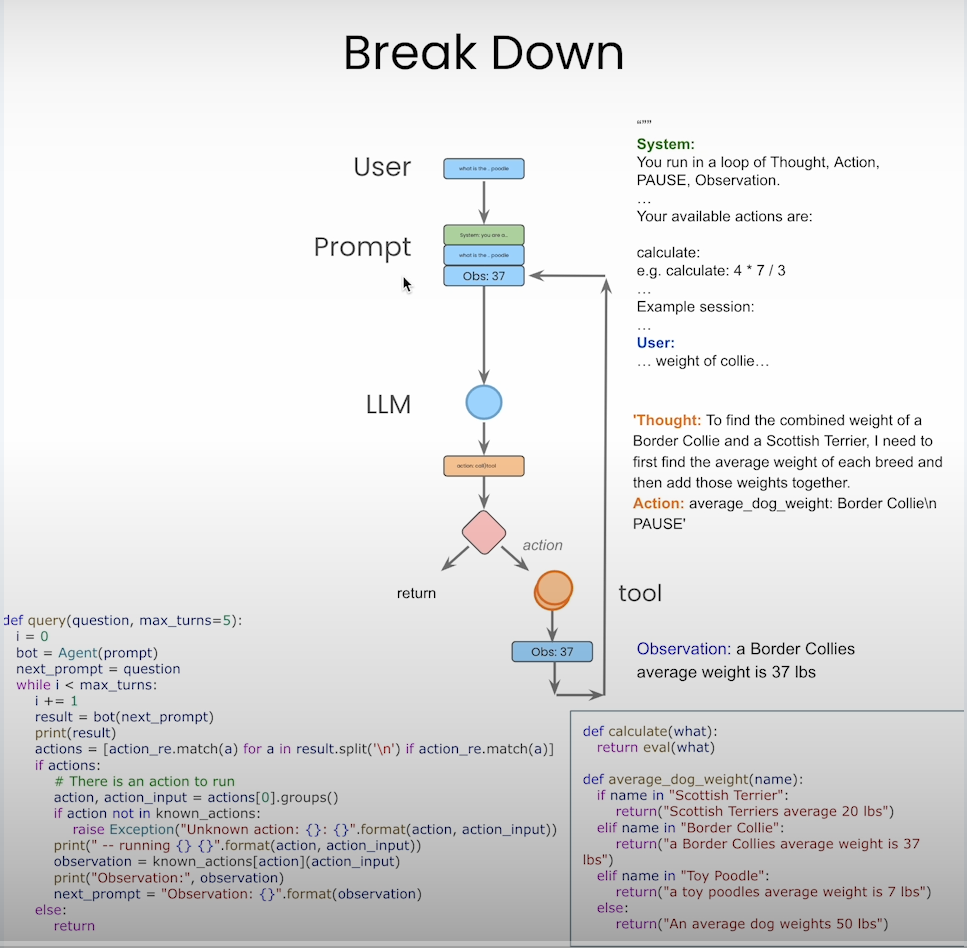 Break Down
User
what is the . poodle
Prompt
System: you are a..
what is the . poodle
Obs: 37
LLM
action: call]tool
action
return
tool
Obs: 37
“””
System:
You run in a loop of Thought, Action,
PAUSE, Observation.
…
Your available actions are:
calculate:
e.g. calculate: 4 * 7 / 3
…
Example session:
…
User:
… weight of collie…
'Thought: To find the combined weight of a
Border Collie and a Scottish Terrier, I need to
first find the average weight of each breed and
then add those weights together.
Action: average_dog_weight: Border Collie\n
PAUSE'
Observation: a Border Collies
average weight is 37 lbs
def query(question, max_turns=5):
i = 0
bot = Agent(prompt)
next_prompt = question
while i < max_turns:
i += 1
result = bot(next_prompt)
print(result)
actions = [action_re.match(a) for a in result.split('\n') if action_re.match(a)]
if actions:
# There is an action to run
action, action_input = actions[0].groups()
if action not in known_actions:
raise Exception("Unknown action: {}: {}".format(action, action_input))
print(" -- running {} {}".format(action, action_input))
observation = known_actions[action](action_input)
print("Observation:", observation)
next_prompt = "Observation: {}".format(observation)
else:
return
def calculate(what):
return eval(what)
def average_dog_weight(name):
if name in "Scottish Terrier":
return("Scottish Terriers average 20 lbs")
elif name in "Border Collie":
return("a Border Collies average weight is 37
lbs")
elif name in "Toy Poodle":
return("a toy poodles average weight is 7 lbs")
else:
return("An average dog weights 50 lbs")